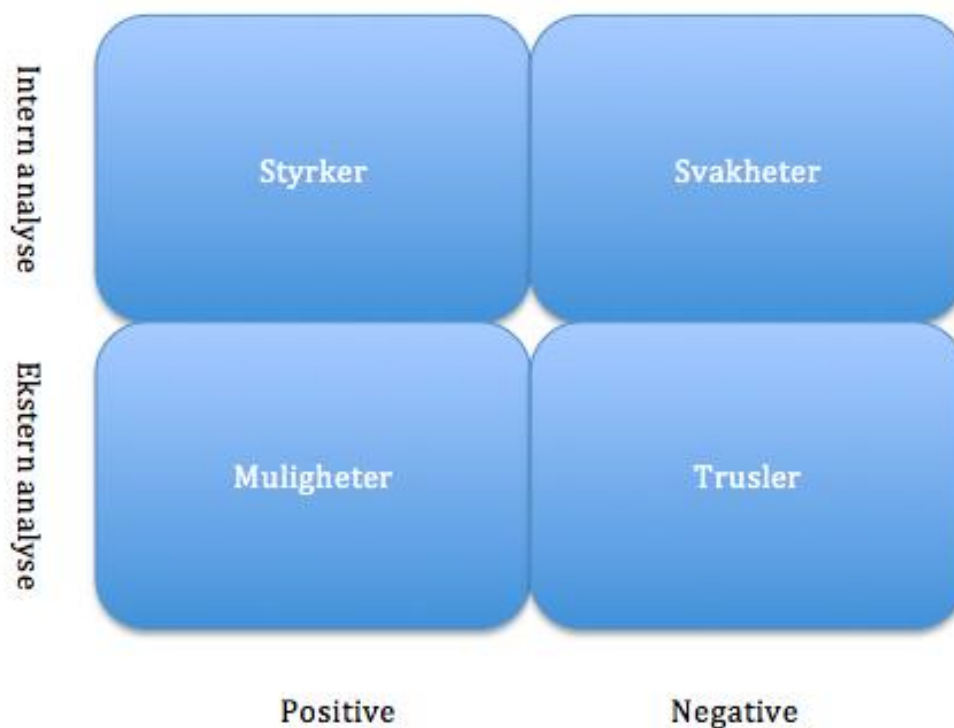 Intern analyse
Styrker
Svakheter
Ekstern analyse
Muligheter
Trusler
Positive
Negative